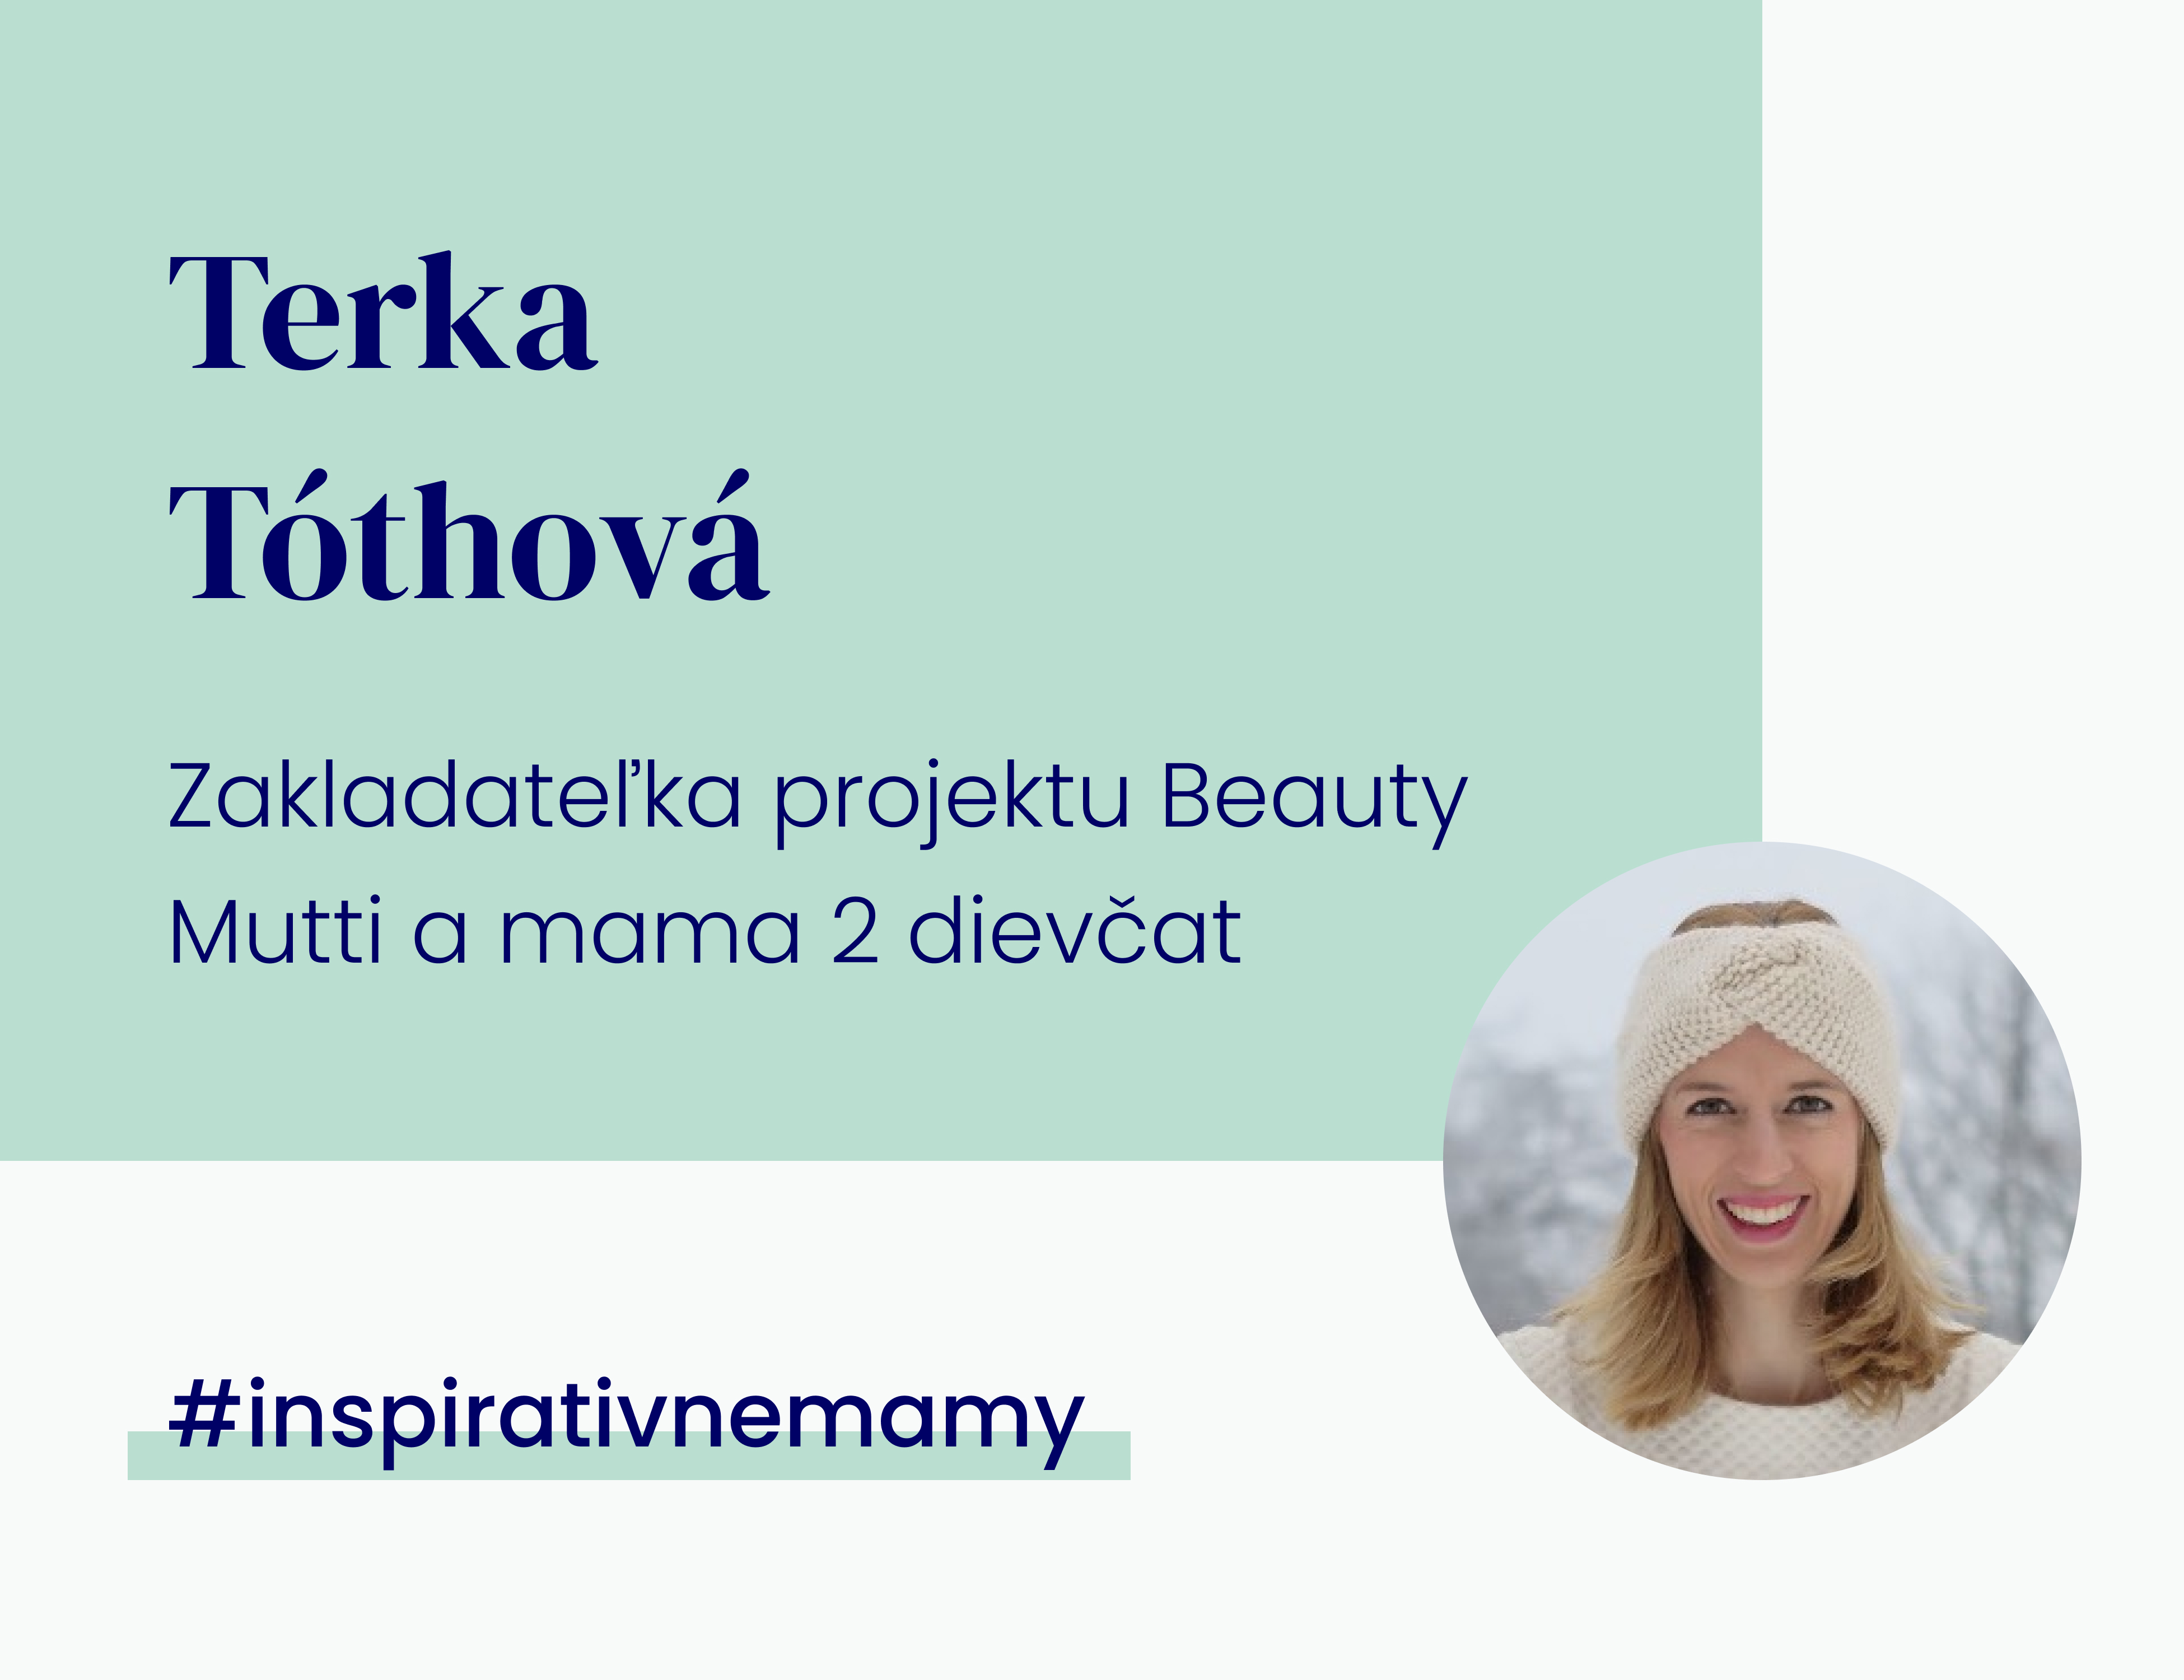 Terka
Tóthová
Zakladateľka projektu Beauty
Mutti a mama 2 dievčat
#inspirativnemamy